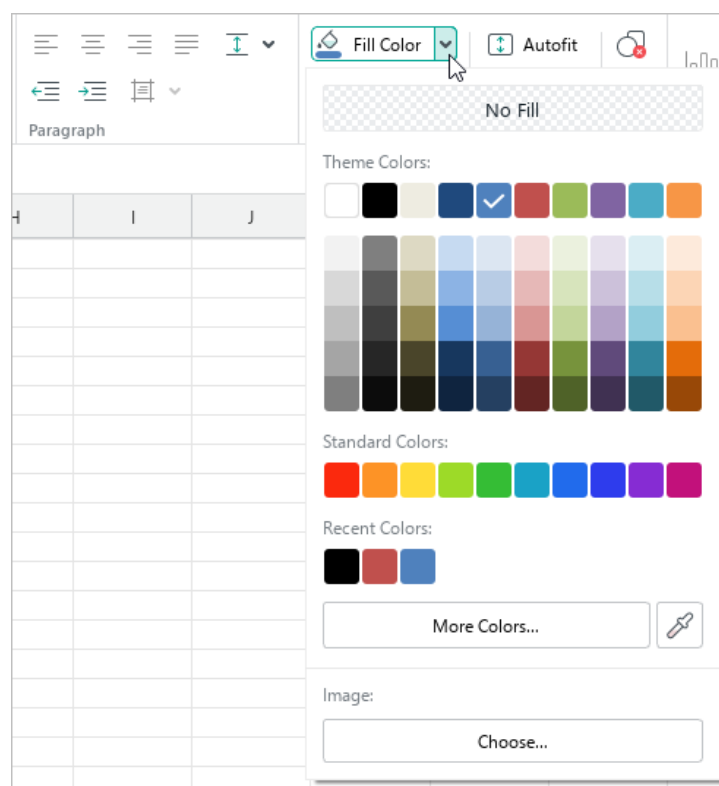 Fill Color
Autofit
Paragraph
No Fill
Theme Colors:
H I J
Standard Colors:
Recent Colors:
More Colors...
Image:
Choose...